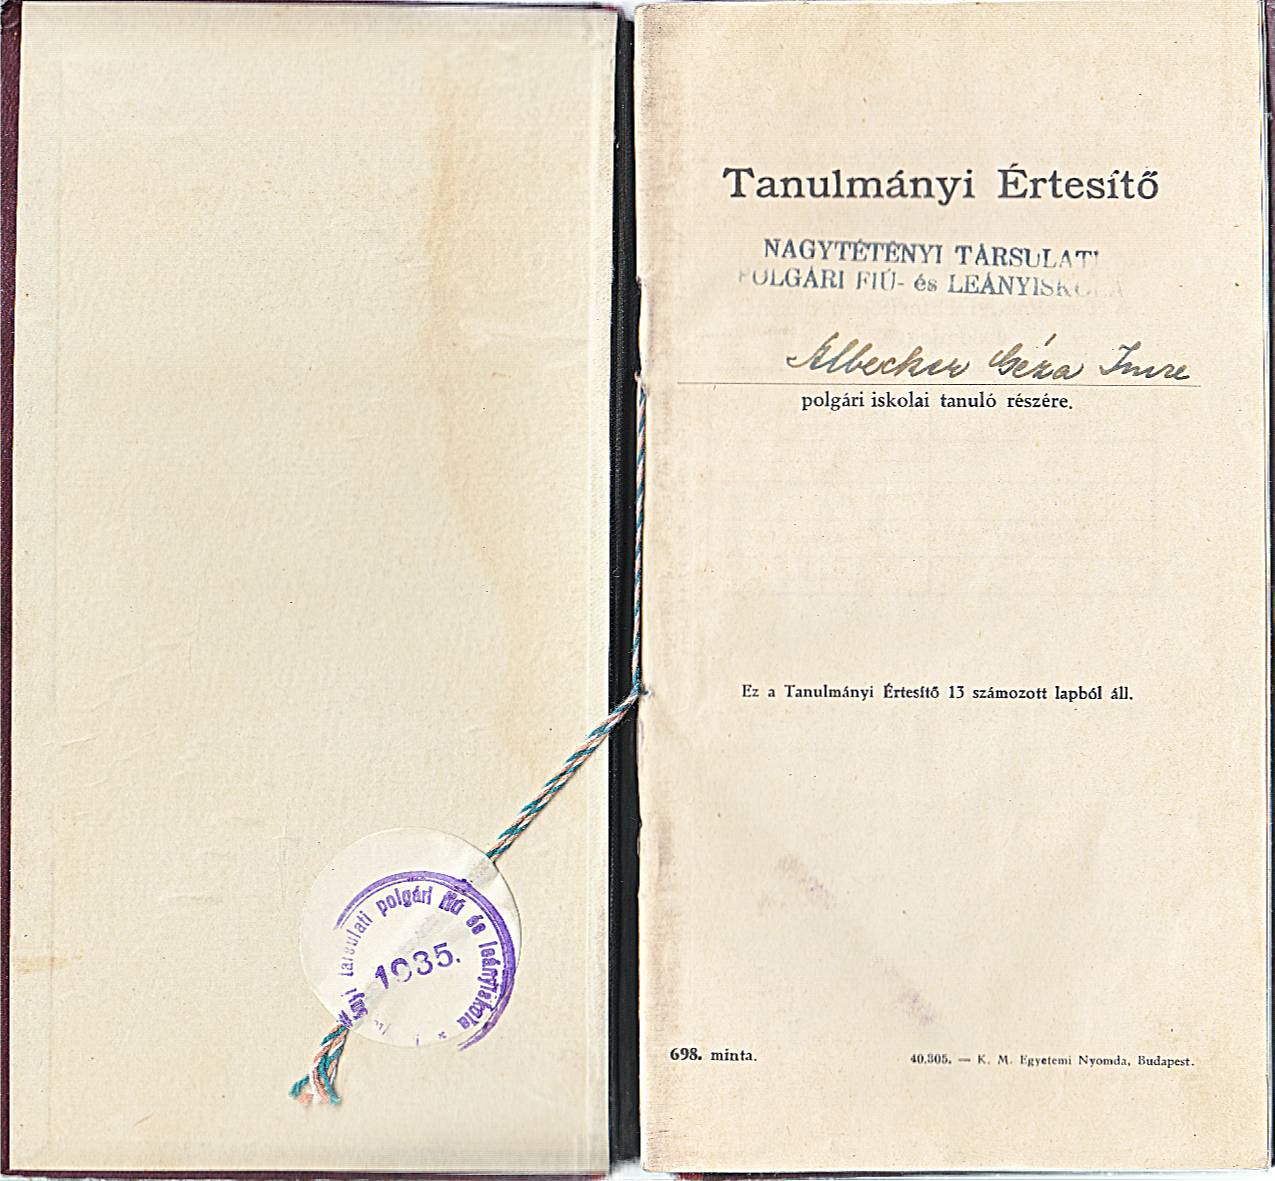 Tanulmányi Értesítő
NAGYTÉTÉNYI TÁRSULATI
POLGÁRI FIÚ- és LEÁNYISKOLA
Albecker Géza Imre
polgári iskolai tanuló részére.
Ez a Tanulmányi Értesítő 13 számozott lapból áll.
társulati polgári fiú és leányiskola
1935.
698. minta.
40.805. — K. M. Egyetemi Nyomda, Budapest.